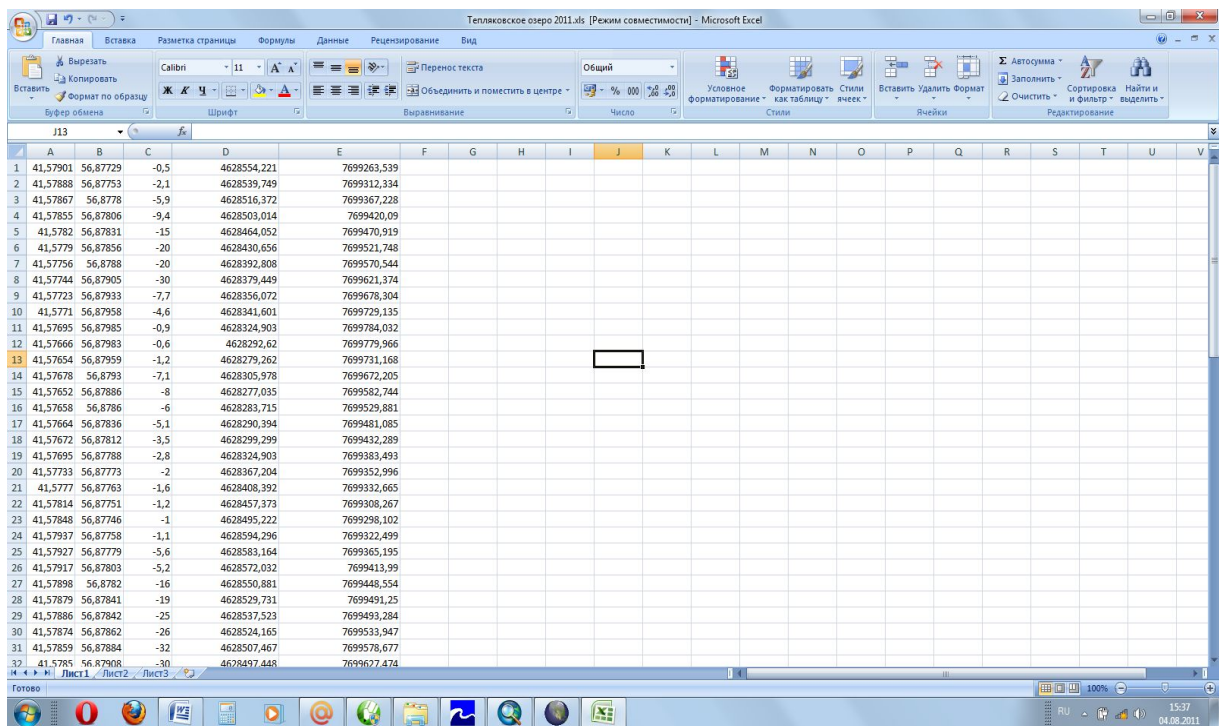 Тепляковское озеро 2011.xls [Режим совместимости] - Microsoft Excel
Главная Вставка Разметка страницы Формулы Данные Рецензирование Вид
Вставить
Вырезать
Копировать
Формат по образцу
Буфер обмена
Calibri 11
Ж К Ч
Шрифт
Перенос текста
Объединить и поместить в центре
Выравнивание
Общий
% 000
Число
Условное форматирование
Форматировать как таблицу
Стили ячеек
Стили
Вставить Удалить Формат
Ячейки
Σ Автосумма
Заполнить
Очистить
Сортировка и фильтр
Найти и выделить
Редактирование
J13 fx
A B C D E F G H I J K L M N O P Q R S T U V
1 41,57901 56,87729 -0,5 4628554,221 7699263,539
2 41,57888 56,87753 -2,1 4628539,749 7699312,334
3 41,57867 56,8778 -5,9 4628516,372 7699367,228
4 41,57855 56,87806 -9,4 4628503,014 7699420,09
5 41,5782 56,87831 -15 4628464,052 7699470,919
6 41,5779 56,87856 -20 4628430,656 7699521,748
7 41,57756 56,8788 -20 4628392,808 7699570,544
8 41,57744 56,87905 -30 4628379,449 7699621,374
9 41,57723 56,87933 -7,7 4628356,072 7699678,304
10 41,5771 56,87958 -4,6 4628341,601 7699729,135
11 41,57695 56,87985 -0,9 4628324,903 7699784,032
12 41,57666 56,87983 -0,6 4628292,62 7699779,966
13 41,57654 56,87959 -1,2 4628279,262 7699731,168
14 41,57678 56,8793 -7,1 4628305,978 7699672,205
15 41,57652 56,87886 -8 4628277,035 7699582,744
16 41,57658 56,8786 -6 4628283,715 7699529,881
17 41,57664 56,87836 -5,1 4628290,394 7699481,085
18 41,57672 56,87812 -3,5 4628299,299 7699432,289
19 41,57695 56,87788 -2,8 4628324,903 7699383,493
20 41,57733 56,87773 -2 4628367,204 7699352,996
21 41,5777 56,87763 -1,6 4628408,392 7699332,665
22 41,57814 56,87751 -1,2 4628457,373 7699308,267
23 41,57848 56,87746 -1 4628495,222 7699298,102
24 41,57937 56,87758 -1,1 4628594,296 7699322,499
25 41,57927 56,87779 -5,6 4628583,164 7699365,195
26 41,57917 56,87803 -5,2 4628572,032 7699413,99
27 41,57898 56,8782 -16 4628550,881 7699448,554
28 41,57879 56,87841 -19 4628529,731 7699491,25
29 41,57886 56,87842 -25 4628537,523 7699493,284
30 41,57874 56,87862 -26 4628524,165 7699533,947
31 41,57859 56,87884 -32 4628507,467 7699578,677
32 41,5785 56,87908 -30 4628497,448 7699627,474
Лист1 Лист2 Лист3
Готово 100%
RU 15:37
04.08.2011